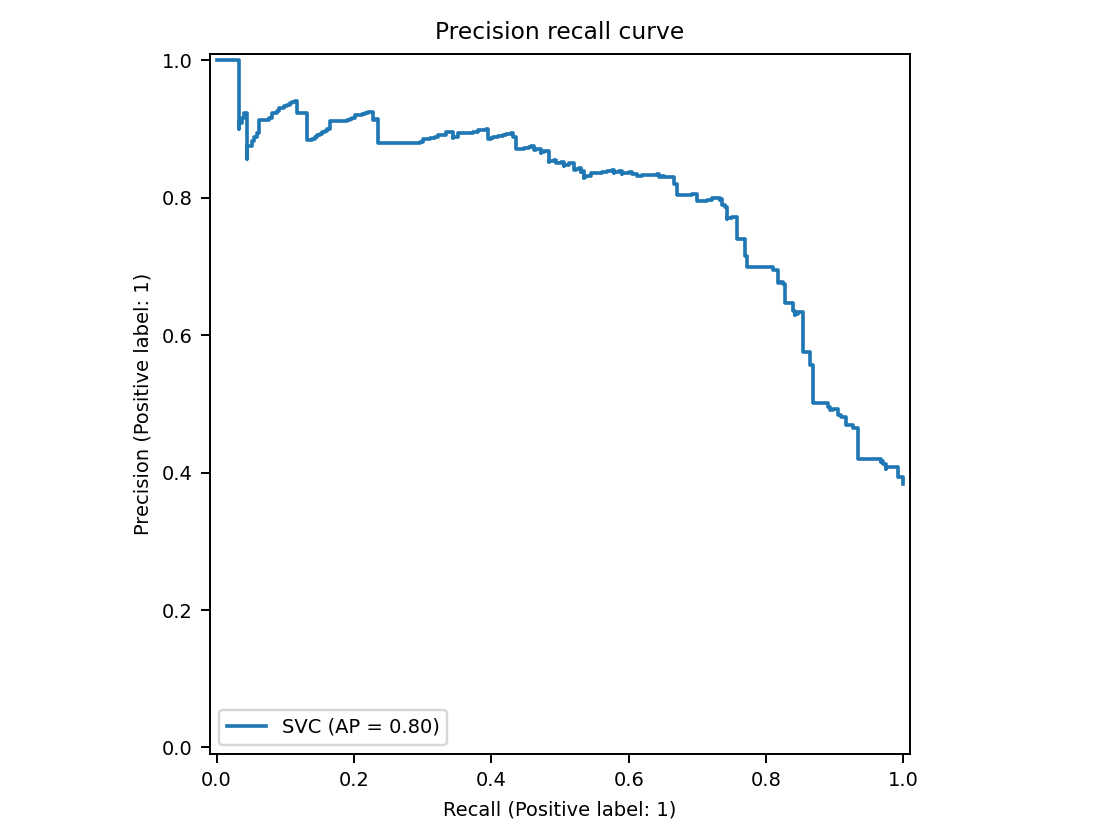 Precision recall curve
Precision (Positive label: 1)
1.0
0.8
0.6
0.4
0.2
0.0
SVC (AP = 0.80)
0.0 0.2 0.4 0.6 0.8 1.0
Recall (Positive label: 1)